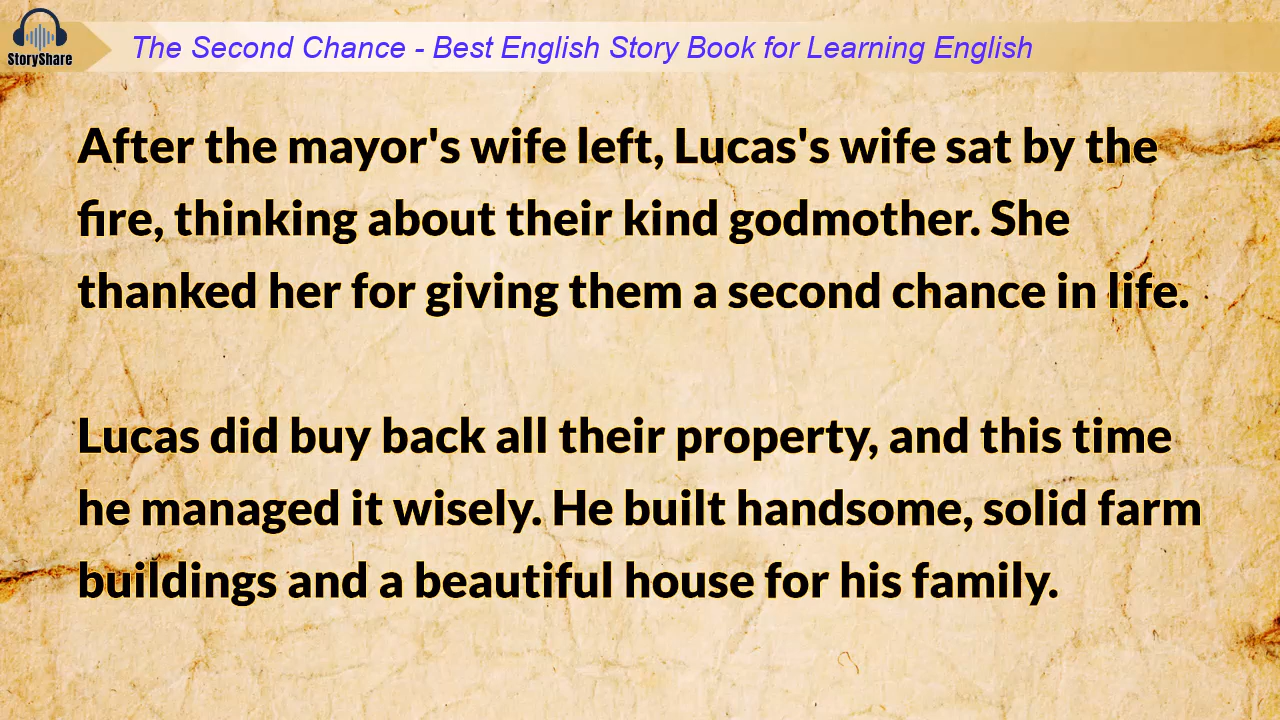 StoryShare
The Second Chance - Best English Story Book for Learning English
After the mayor's wife left, Lucas's wife sat by the
fire, thinking about their kind godmother. She
thanked her for giving them a second chance in life.
Lucas did buy back all their property, and this time
he managed it wisely. He built handsome, solid farm
buildings and a beautiful house for his family.